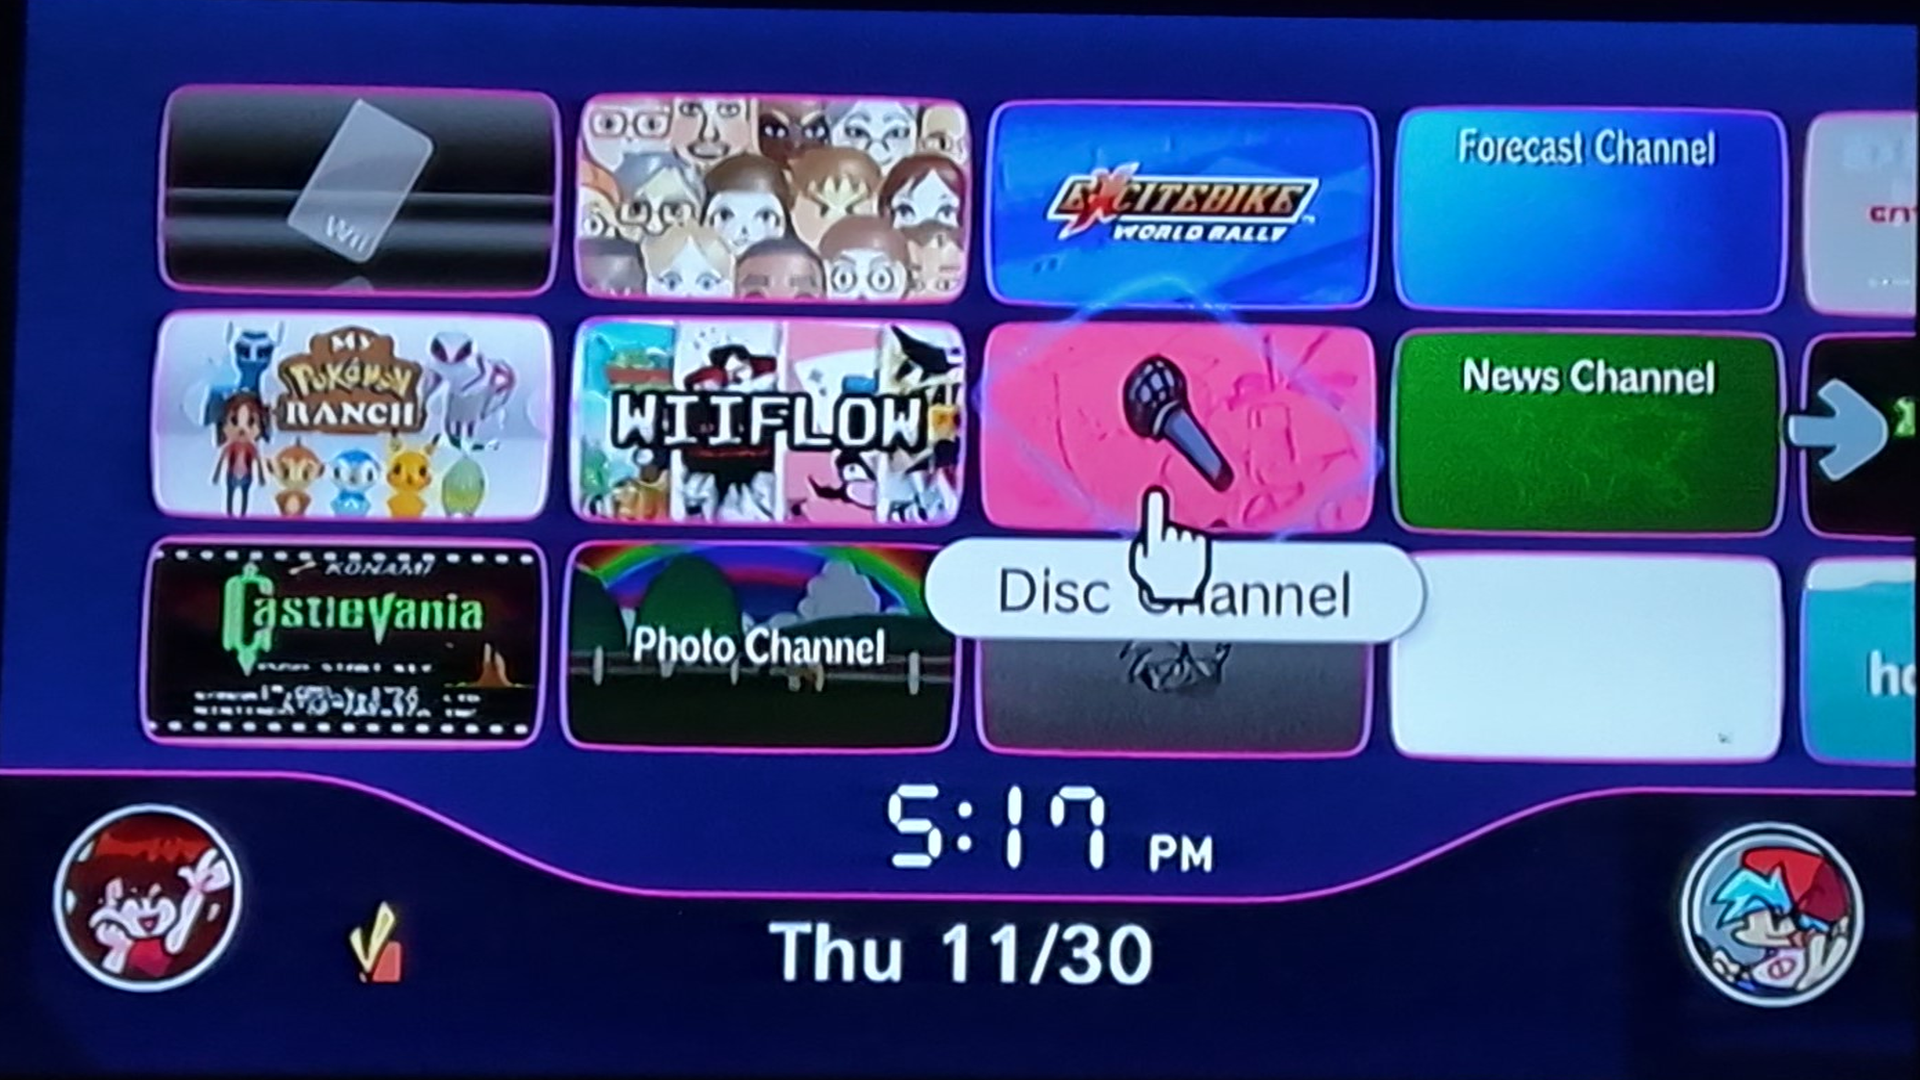 Wii
EXCITEBIKE
WORLD RALLY
Forecast Channel
MY
POKéMON
RANCH
WIIFLOW
News Channel
KONAMI
Castlevania
Photo Channel
Disc Channel
5:17 PM
Thu 11/30